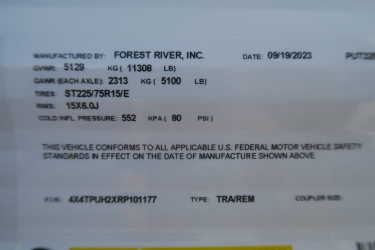 MANUFACTURED BY: FOREST RIVER, INC. DATE: 09/19/2023
GVWR: 5129 KG ( 11308 LB)
GAWR (EACH AXLE): 2313 KG ( 5100 LB)
TIRES: ST225/75R15/E
RIMS: 15X6.0J
COLD INFL. PRESSURE: 552 KPA ( 80 PSI )
THIS VEHICLE CONFORMS TO ALL APPLICABLE U.S. FEDERAL MOTOR VEHICLE SAFETY
STANDARDS IN EFFECT ON THE DATE OF MANUFACTURE SHOWN ABOVE.
V.I.N. 4X4TPUH2XRP101177 TYPE: TRA/REM COUPLER SIZE: